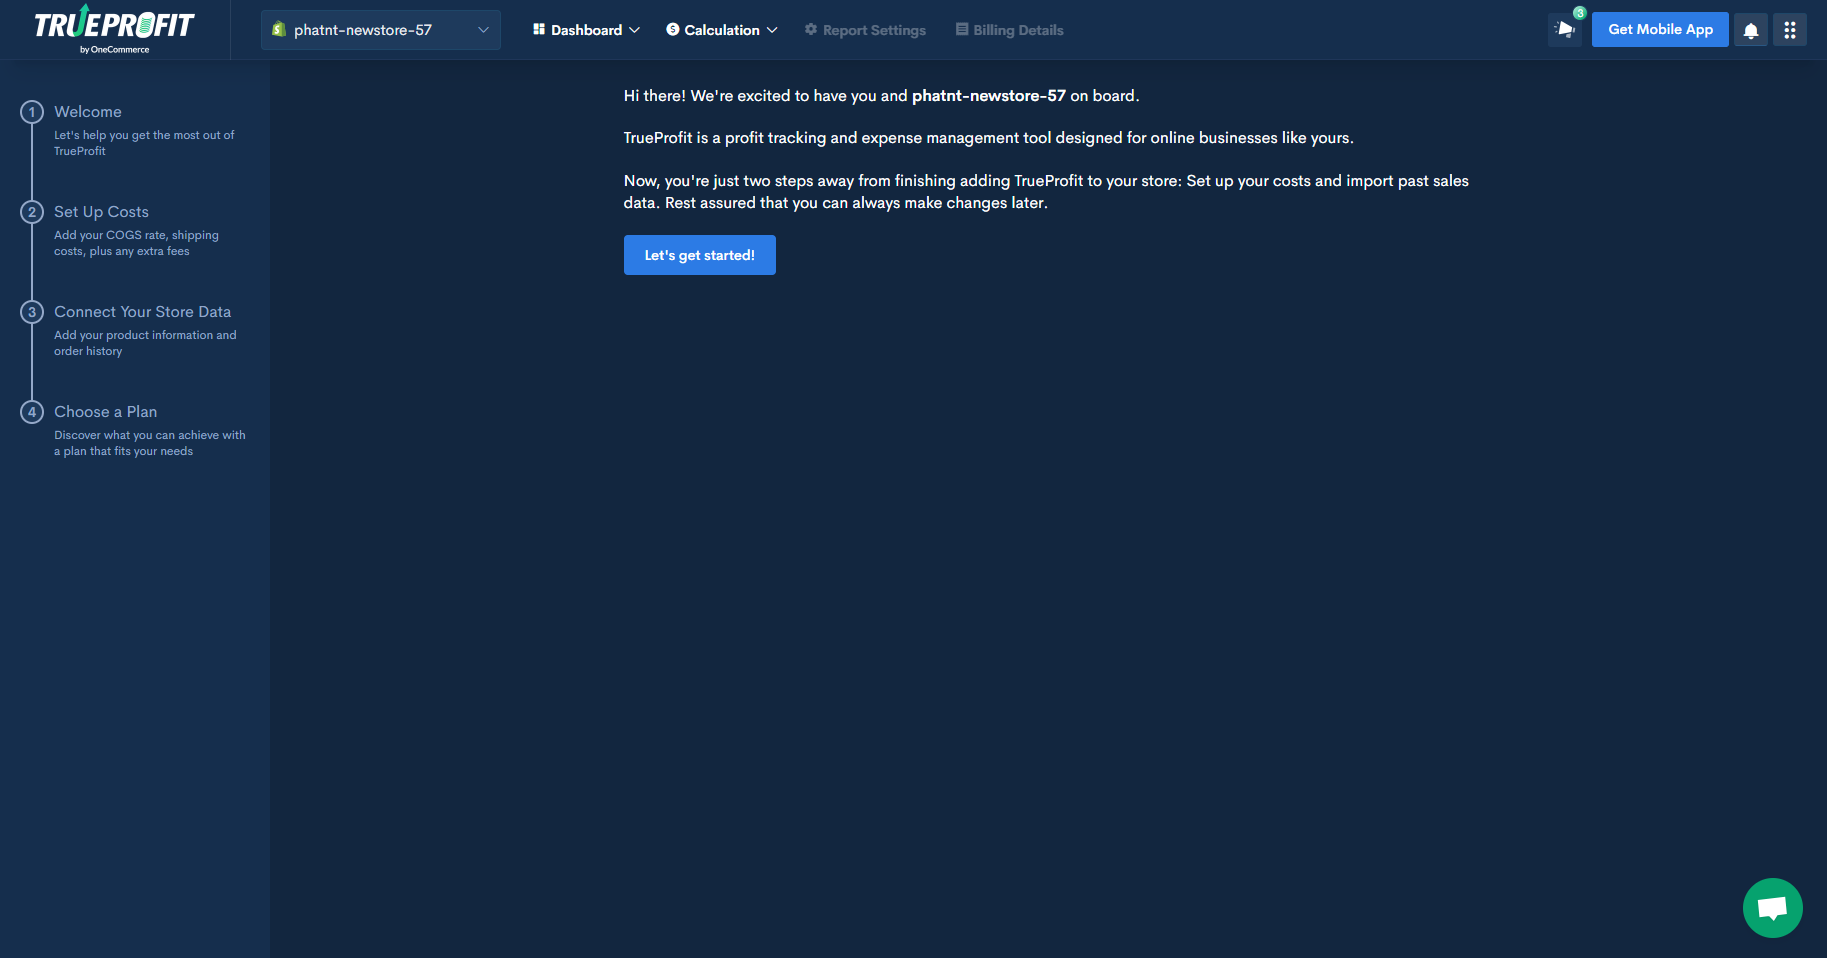 TRUEPROFIT
by OneCommerce
phatnt-newstore-57
Dashboard
Calculation
Report Settings
Billing Details
3
Get Mobile App
1
Welcome
Let's help you get the most out of
TrueProfit
2
Set Up Costs
Add your COGS rate, shipping
costs, plus any extra fees
3
Connect Your Store Data
Add your product information and
order history
4
Choose a Plan
Discover what you can achieve with
a plan that fits your needs
Hi there! We're excited to have you and phatnt-newstore-57 on board.
TrueProfit is a profit tracking and expense management tool designed for online businesses like yours.
Now, you're just two steps away from finishing adding TrueProfit to your store: Set up your costs and import past sales
data. Rest assured that you can always make changes later.
Let's get started!